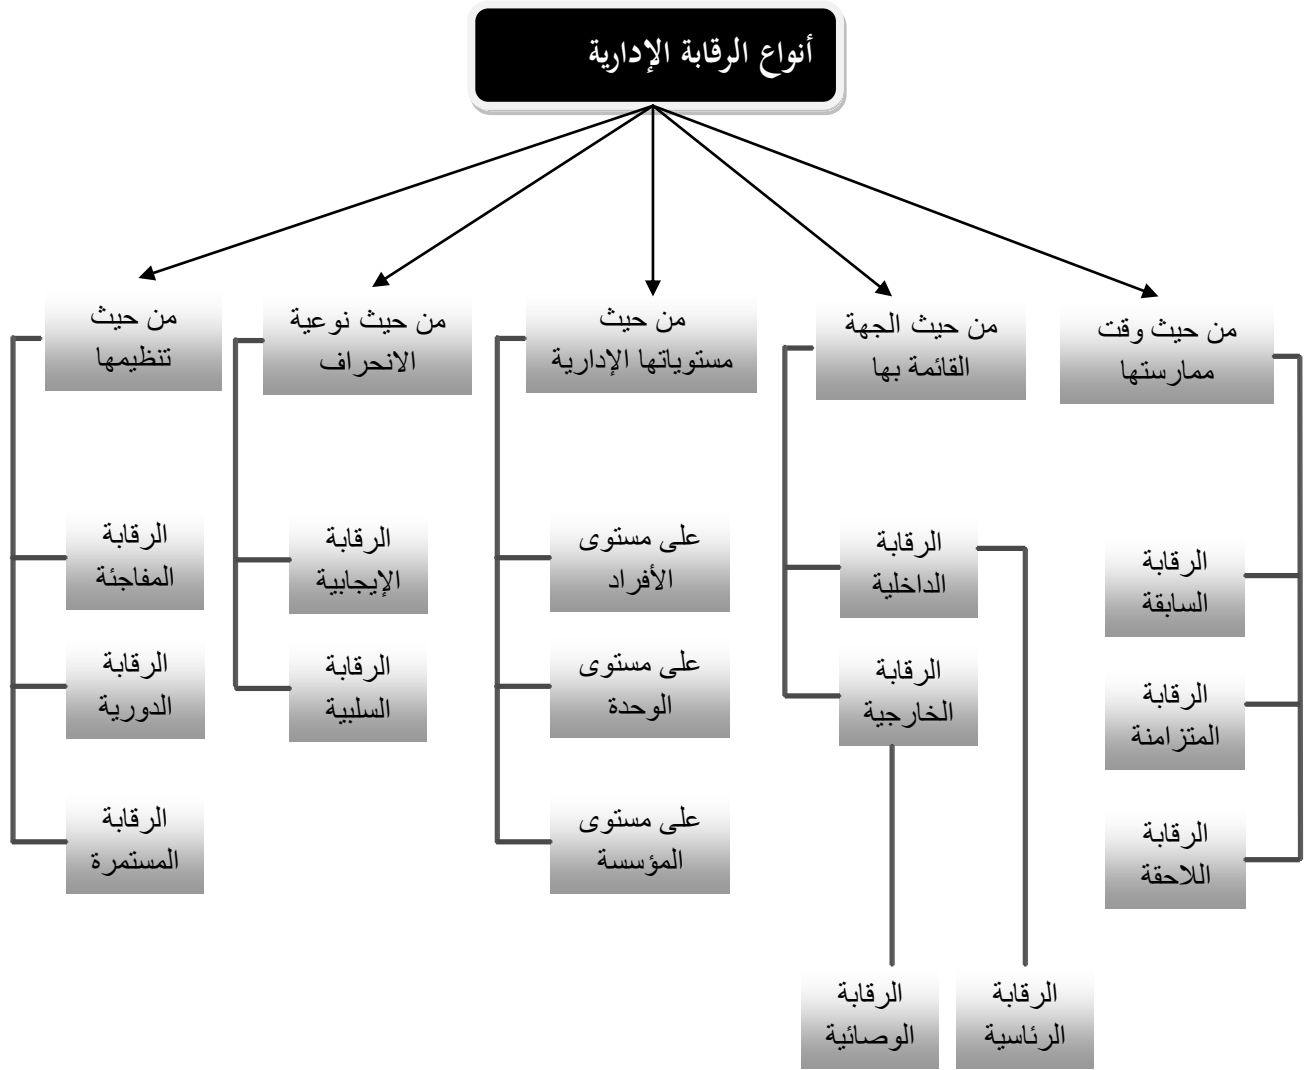 أنواع الرقابة الإدارية
من حيث وقت
ممارستها
من حيث الجهة
القائمة بها
من حيث
مستوياتها الإدارية
من حيث نوعية
الانحراف
من حيث
تنظيمها
الرقابة
السابقة
الرقابة
المتزامنة
الرقابة
اللاحقة
الرقابة
الداخلية
الرقابة
الخارجية
الرقابة
الرئاسية
الرقابة
الوصائية
على مستوى
الأفراد
على مستوى
الوحدة
على مستوى
المؤسسة
الرقابة
الإيجابية
الرقابة
السلبية
الرقابة
المفاجئة
الرقابة
الدورية
الرقابة
المستمرة